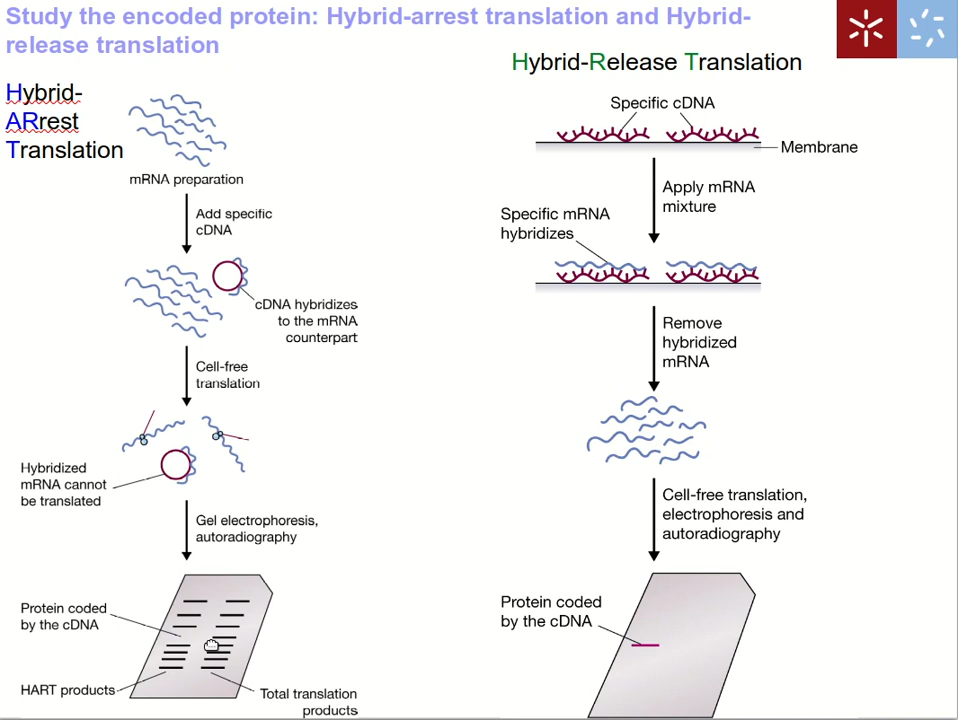 Study the encoded protein: Hybrid-arrest translation and Hybrid-
release translation
Hybrid-
ARrest
Translation
mRNA preparation
Add specific
cDNA
cDNA hybridizes
to the mRNA
counterpart
Cell-free
translation
Hybridized
mRNA cannot
be translated
Gel electrophoresis,
autoradiography
Protein coded
by the cDNA
HART products
Total translation
products
Hybrid-Release Translation
Specific cDNA
Membrane
Apply mRNA
mixture
Specific mRNA
hybridizes
Remove
hybridized
mRNA
Cell-free translation,
electrophoresis and
autoradiography
Protein coded
by the cDNA